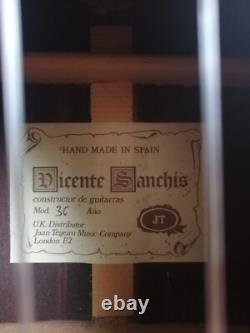 HAND MADE IN SPAIN
Vicente Sanchis
constructor de guitarras
Mod. 36 Año
JT
U.K. Distributor
Juan Teijeiro Music Company
London E2